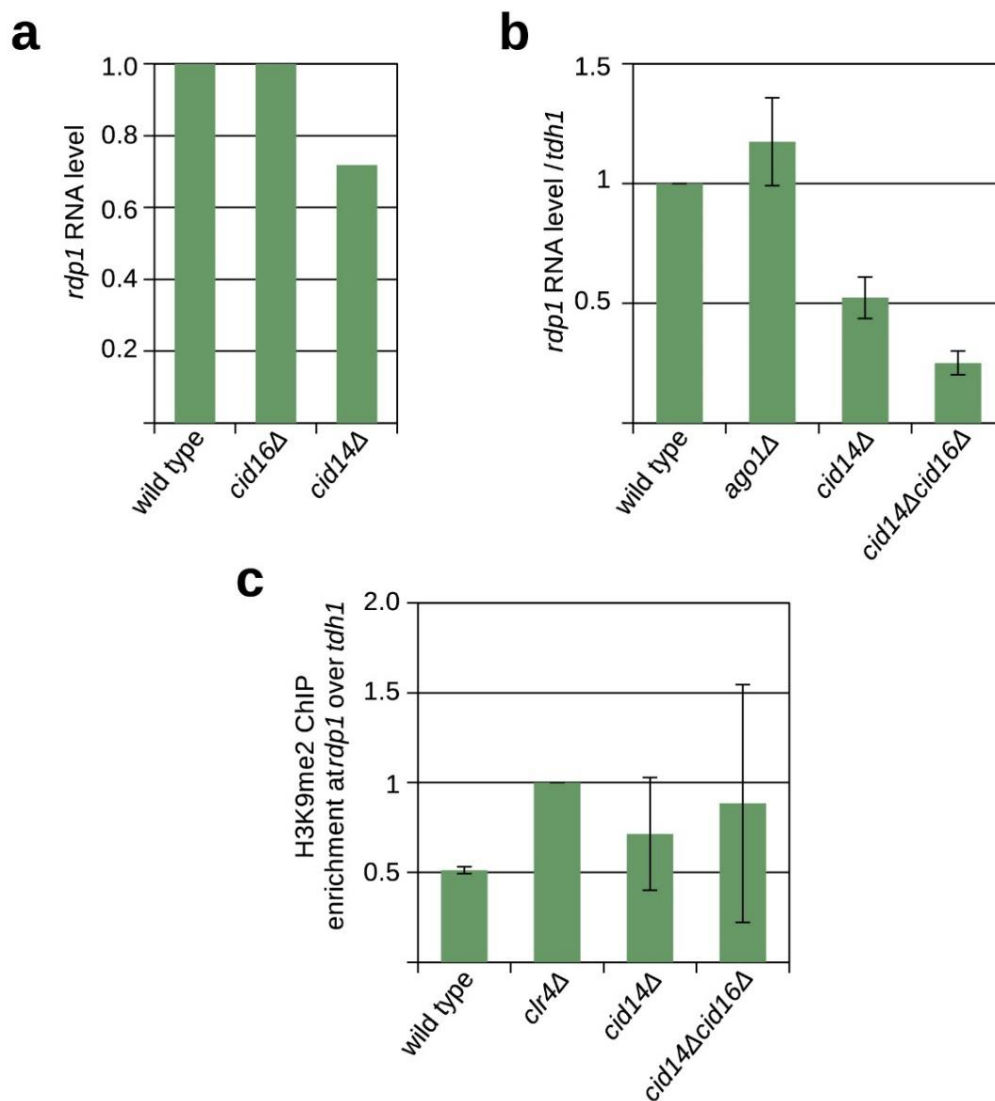 a
rdp1 RNA level
1.0
0.8
0.6
0.4
0.2
wild type
cid16Δ
cid14Δ
b
rdp1 RNA level / tdh1
1.5
1
0.5
wild type
ago1Δ
cid14Δ
cid14Δcid16Δ
c
H3K9me2 ChIP
enrichment at rdp1 over tdh1
2.0
1.5
1
0.5
wild type
clr4Δ
cid14Δ
cid14Δcid16Δ